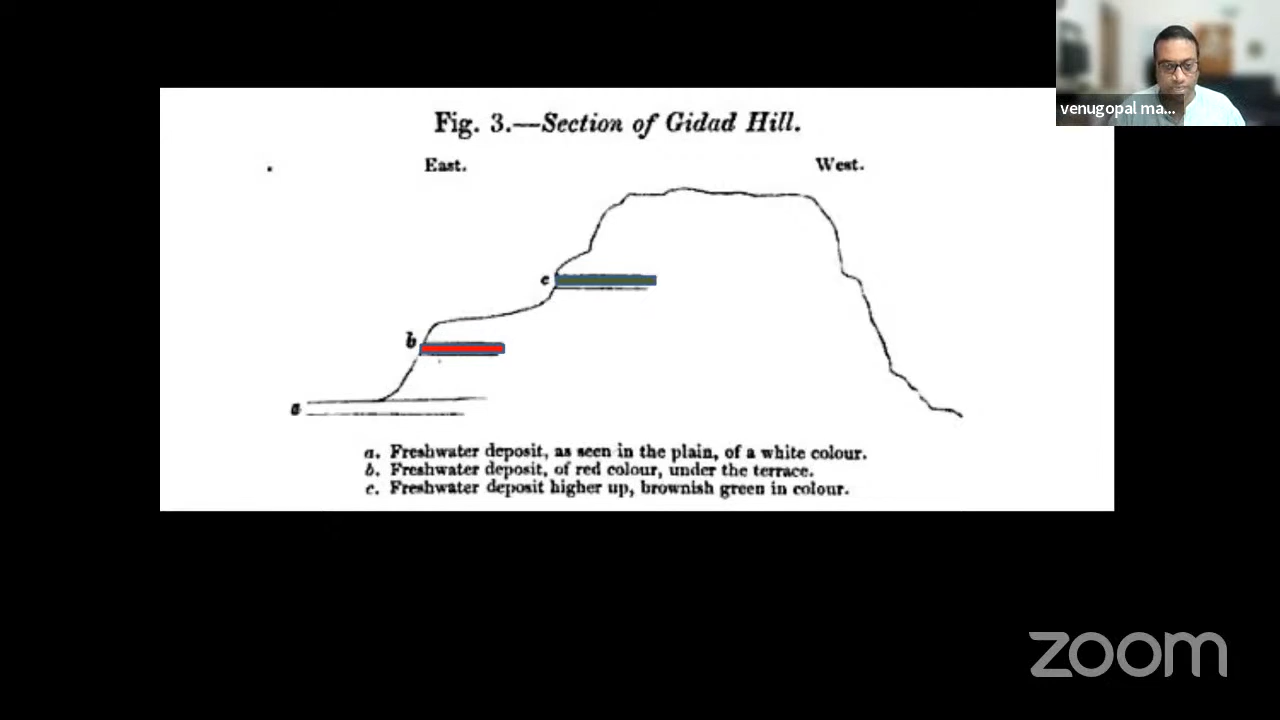 venugopal ma...
Fig. 3.—Section of Gidad Hill.
East. West.
c
b
a
a. Freshwater deposit, as seen in the plain, of a white colour.
b. Freshwater deposit, of red colour, under the terrace.
c. Freshwater deposit higher up, brownish green in colour.
zoom